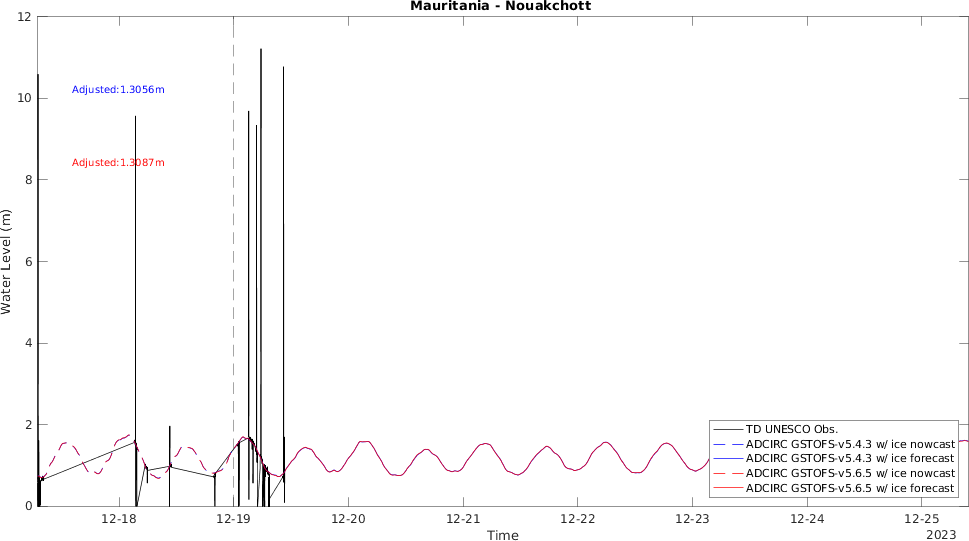 Mauritania - Nouakchott
12
10
8
6
4
2
0
Water Level (m)
Adjusted:1.3056m
Adjusted:1.3087m
TD UNESCO Obs.
ADCIRC GSTOFS-v5.4.3 w/ ice nowcast
ADCIRC GSTOFS-v5.4.3 w/ ice forecast
ADCIRC GSTOFS-v5.6.5 w/ ice nowcast
ADCIRC GSTOFS-v5.6.5 w/ ice forecast
12-18
12-19
12-20
12-21
12-22
12-23
12-24
12-25
Time
2023